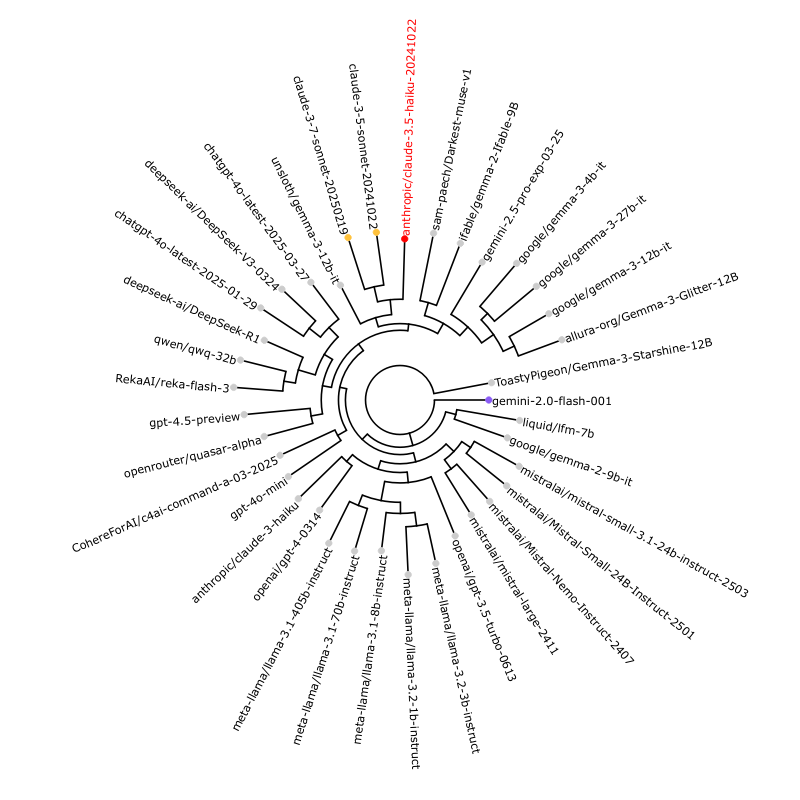 anthropic/claude-3.5-haiku-20241022
sam-paech/Darkest-muse-v1
ifable/gemma-2-Ifable-9B
gemini-2.5-pro-exp-03-25
google/gemma-3-4b-it
google/gemma-3-27b-it
google/gemma-3-12b-it
allura-org/Gemma-3-Glitter-12B
ToastyPigeon/Gemma-3-Starshine-12B
gemini-2.0-flash-001
liquid/lfm-7b
google/gemma-2-9b-it
mistralai/mistral-small-3.1-24b-instruct-2503
mistralai/Mistral-Small-24B-Instruct-2501
mistralai/Mistral-Nemo-Instruct-2407
mistralai/mistral-large-2411
openai/gpt-3.5-turbo-0613
meta-llama/llama-3.2-3b-instruct
meta-llama/llama-3.2-1b-instruct
meta-llama/llama-3.1-8b-instruct
meta-llama/llama-3.1-70b-instruct
meta-llama/llama-3.1-405b-instruct
openai/gpt-4-0314
anthropic/claude-3-haiku
gpt-4o-mini
CohereForAI/c4ai-command-a-03-2025
openrouter/quasar-alpha
gpt-4.5-preview
RekaAI/reka-flash-3
qwen/qwq-32b
deepseek-ai/DeepSeek-R1
chatgpt-4o-latest-2025-01-29
deepseek-ai/DeepSeek-V3-0324
chatgpt-4o-latest-2025-03-27
unsloth/gemma-3-12b-it
claude-3-7-sonnet-20250219
claude-3-5-sonnet-20241022